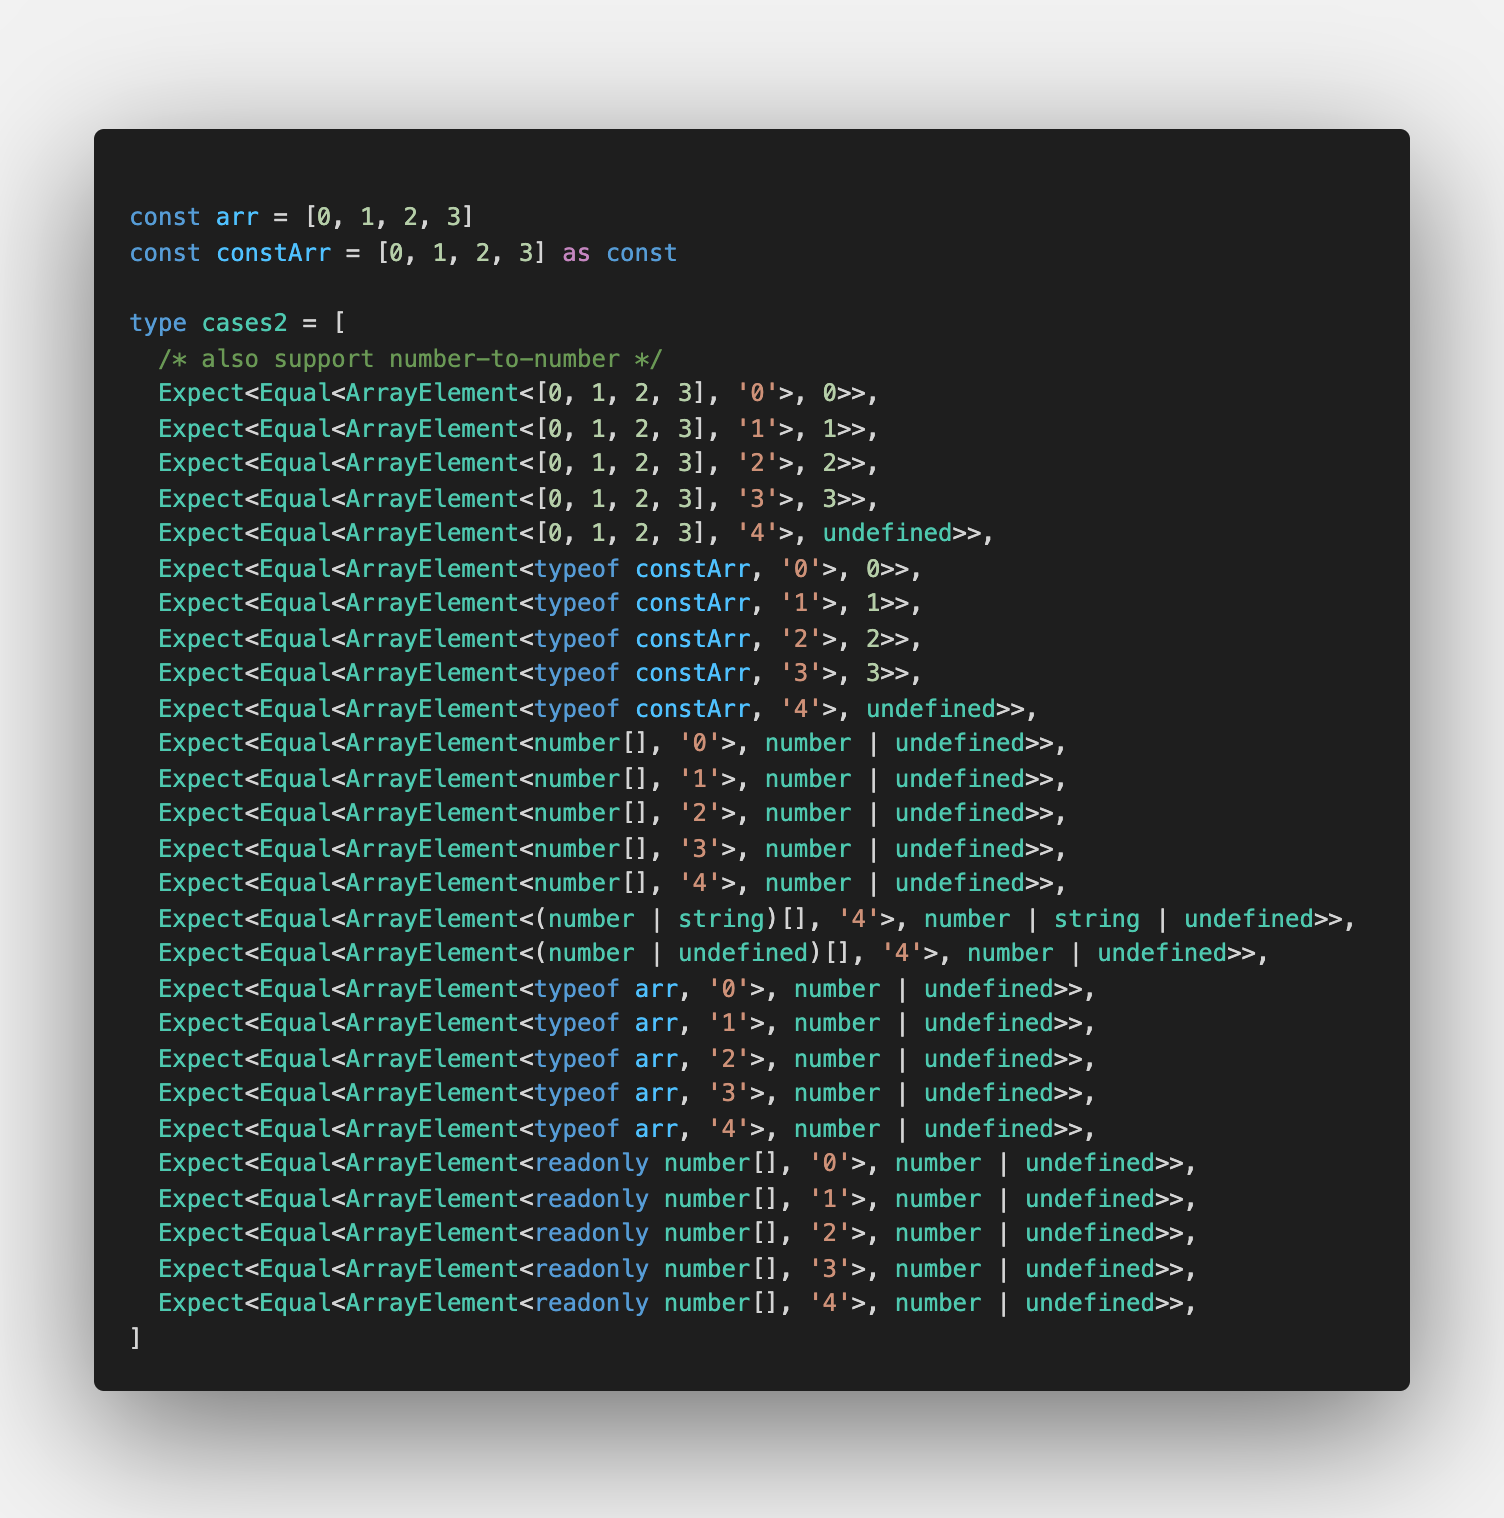 const arr = [0, 1, 2, 3]
const constArr = [0, 1, 2, 3] as const
type cases2 = [
/* also support number-to-number */
Expect<Equal<ArrayElement<[0, 1, 2, 3], '0'>, 0>>,
Expect<Equal<ArrayElement<[0, 1, 2, 3], '1'>, 1>>,
Expect<Equal<ArrayElement<[0, 1, 2, 3], '2'>, 2>>,
Expect<Equal<ArrayElement<[0, 1, 2, 3], '3'>, 3>>,
Expect<Equal<ArrayElement<[0, 1, 2, 3], '4'>, undefined>>,
Expect<Equal<ArrayElement<typeof constArr, '0'>, 0>>,
Expect<Equal<ArrayElement<typeof constArr, '1'>, 1>>,
Expect<Equal<ArrayElement<typeof constArr, '2'>, 2>>,
Expect<Equal<ArrayElement<typeof constArr, '3'>, 3>>,
Expect<Equal<ArrayElement<typeof constArr, '4'>, undefined>>,
Expect<Equal<ArrayElement<number[], '0'>, number | undefined>>,
Expect<Equal<ArrayElement<number[], '1'>, number | undefined>>,
Expect<Equal<ArrayElement<number[], '2'>, number | undefined>>,
Expect<Equal<ArrayElement<number[], '3'>, number | undefined>>,
Expect<Equal<ArrayElement<number[], '4'>, number | undefined>>,
Expect<Equal<ArrayElement<(number | string)[], '4'>, number | string | undefined>>,
Expect<Equal<ArrayElement<(number | undefined)[], '4'>, number | undefined>>,
Expect<Equal<ArrayElement<typeof arr, '0'>, number | undefined>>,
Expect<Equal<ArrayElement<typeof arr, '1'>, number | undefined>>,
Expect<Equal<ArrayElement<typeof arr, '2'>, number | undefined>>,
Expect<Equal<ArrayElement<typeof arr, '3'>, number | undefined>>,
Expect<Equal<ArrayElement<typeof arr, '4'>, number | undefined>>,
Expect<Equal<ArrayElement<readonly number[], '0'>, number | undefined>>,
Expect<Equal<ArrayElement<readonly number[], '1'>, number | undefined>>,
Expect<Equal<ArrayElement<readonly number[], '2'>, number | undefined>>,
Expect<Equal<ArrayElement<readonly number[], '3'>, number | undefined>>,
Expect<Equal<ArrayElement<readonly number[], '4'>, number | undefined>>,
]